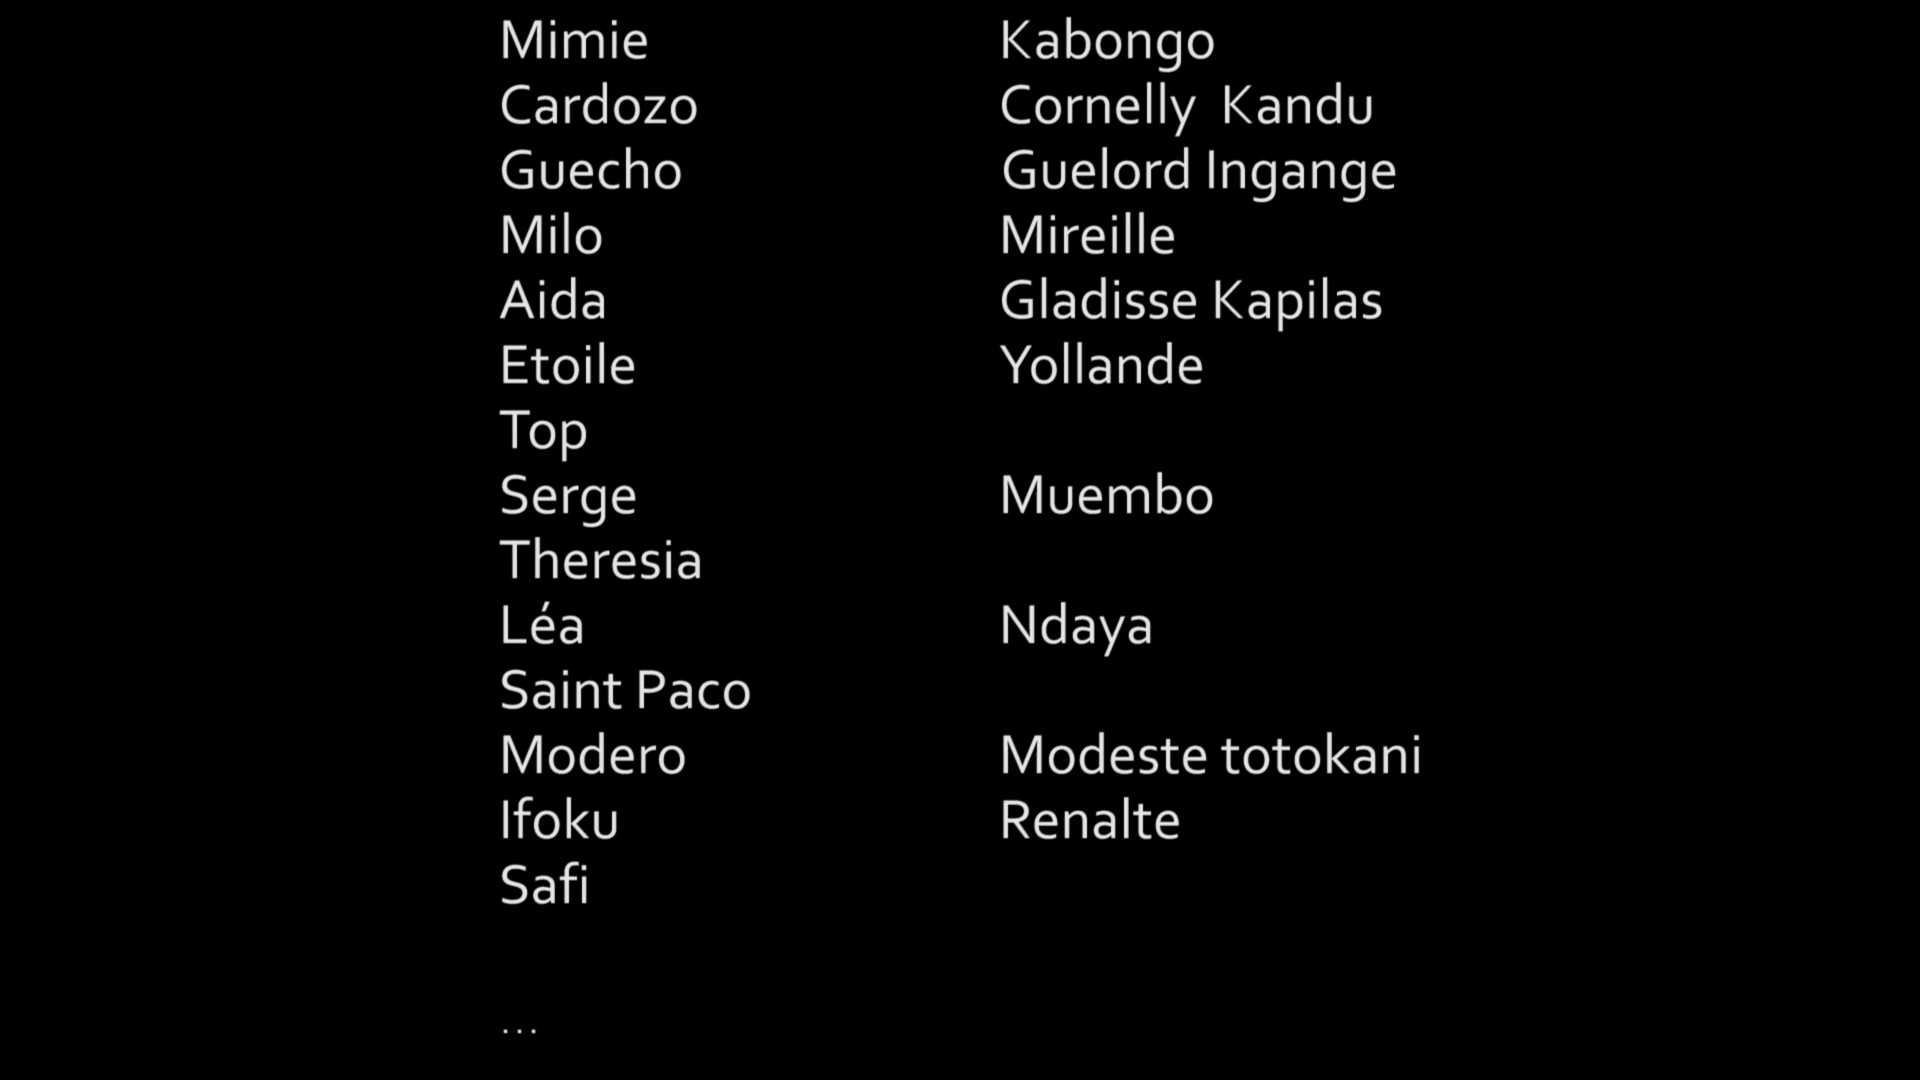 Mimie Kabongo
Cardozo Cornelly Kandu
Guecho Guelord Ingange
Milo Mireille
Aida Gladisse Kapilas
Etoile Yollande
Top
Serge Muembo
Theresia
Léa Ndaya
Saint Paco
Modero Modeste totokani
Ifoku Renalte
Safi
...